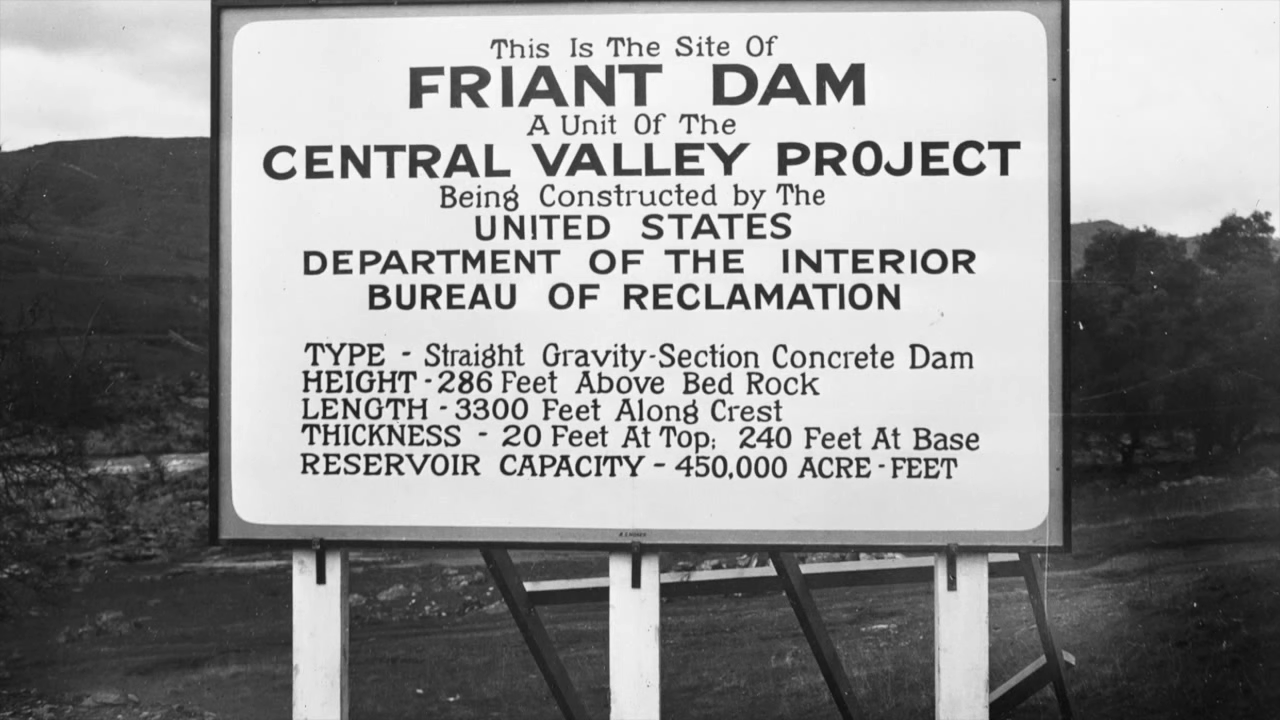 This Is The Site Of
FRIANT DAM
A Unit Of The
CENTRAL VALLEY PROJECT
Being Constructed by The
UNITED STATES
DEPARTMENT OF THE INTERIOR
BUREAU OF RECLAMATION
TYPE - Straight Gravity-Section Concrete Dam
HEIGHT - 286 Feet Above Bed Rock
LENGTH - 3300 Feet Along Crest
THICKNESS - 20 Feet At Top; 240 Feet At Base
RESERVOIR CAPACITY - 450,000 ACRE-FEET